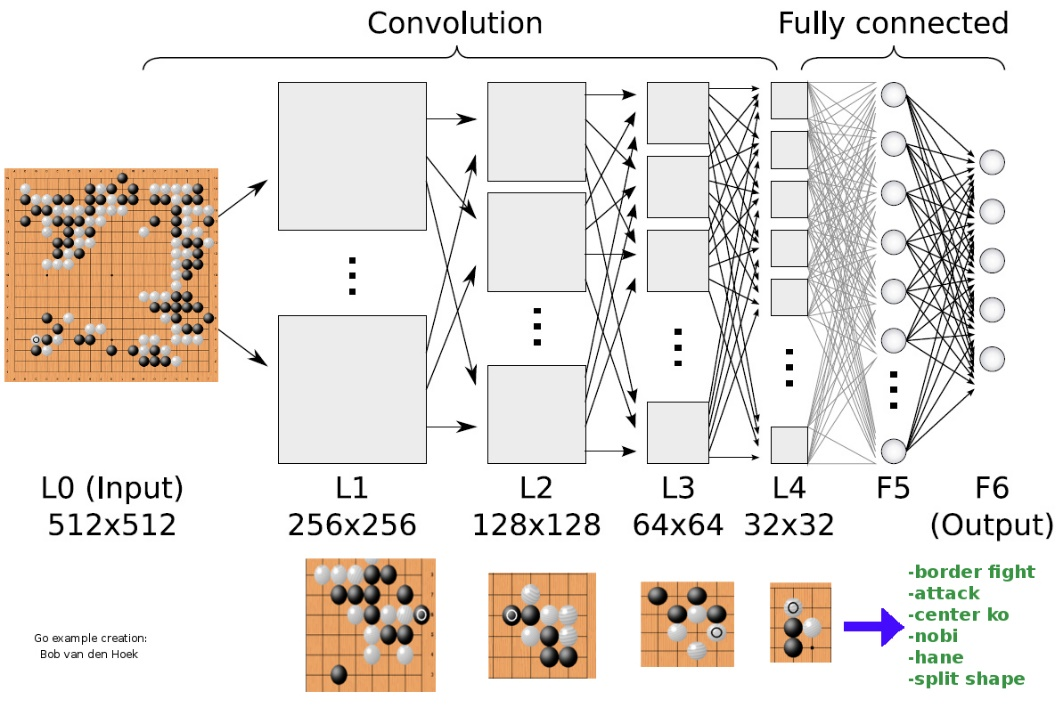 Convolution
Fully connected
L0 (Input)
512x512
L1
256x256
L2
128x128
L3
64x64
L4
32x32
F5
F6
(Output)
Go example creation:
Bob van den Hoek
-border fight
-attack
-center ko
-nobi
-hane
-split shape